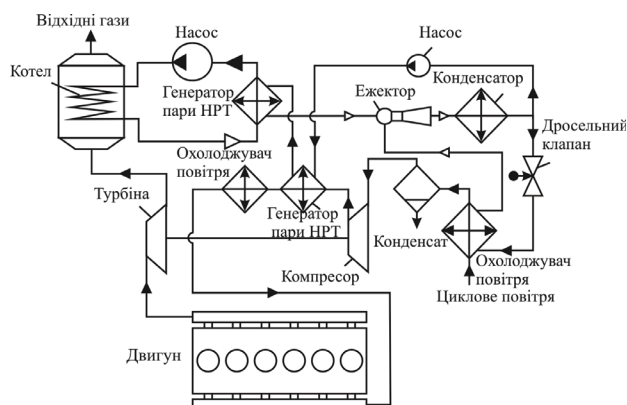 Відхідні гази
Котел
Насос
Генератор
пари НРТ
Насос
Ежектор
Конденсатор
Дросельний
клапан
Охолоджувач
повітря
Турбіна
Генератор
пари НРТ
Компресор
Конденсат
Охолоджувач
повітря
Циклове повітря
Двигун